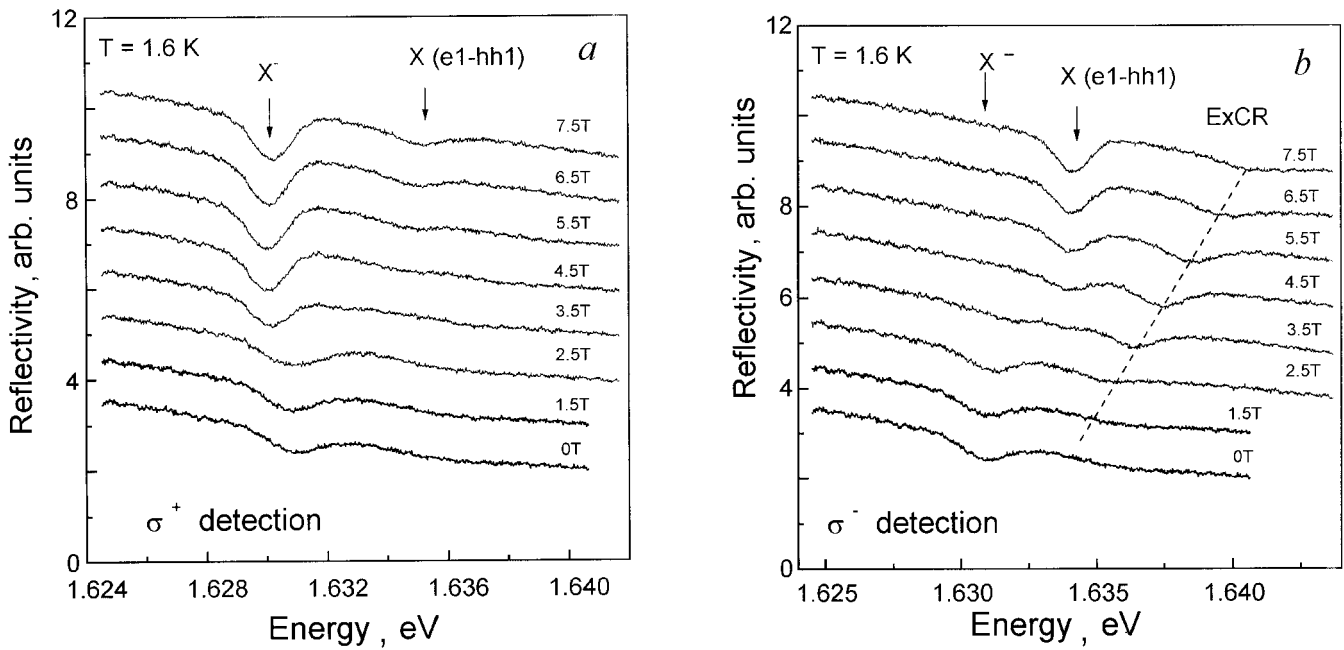 12
T = 1.6 K
X⁻
X (e1-hh1)
a
7.5T
6.5T
5.5T
4.5T
3.5T
2.5T
1.5T
0T
8
4
0
Reflectivity , arb. units
σ⁺ detection
1.624
1.628
1.632
1.636
1.640
Energy , eV
12
T = 1.6 K
X⁻
X (e1-hh1)
b
ExCR
7.5T
6.5T
5.5T
4.5T
3.5T
2.5T
1.5T
0T
8
6
4
0
Reflectivity, arb. units
σ⁻ detection
1.625
1.630
1.635
1.640
Energy , eV